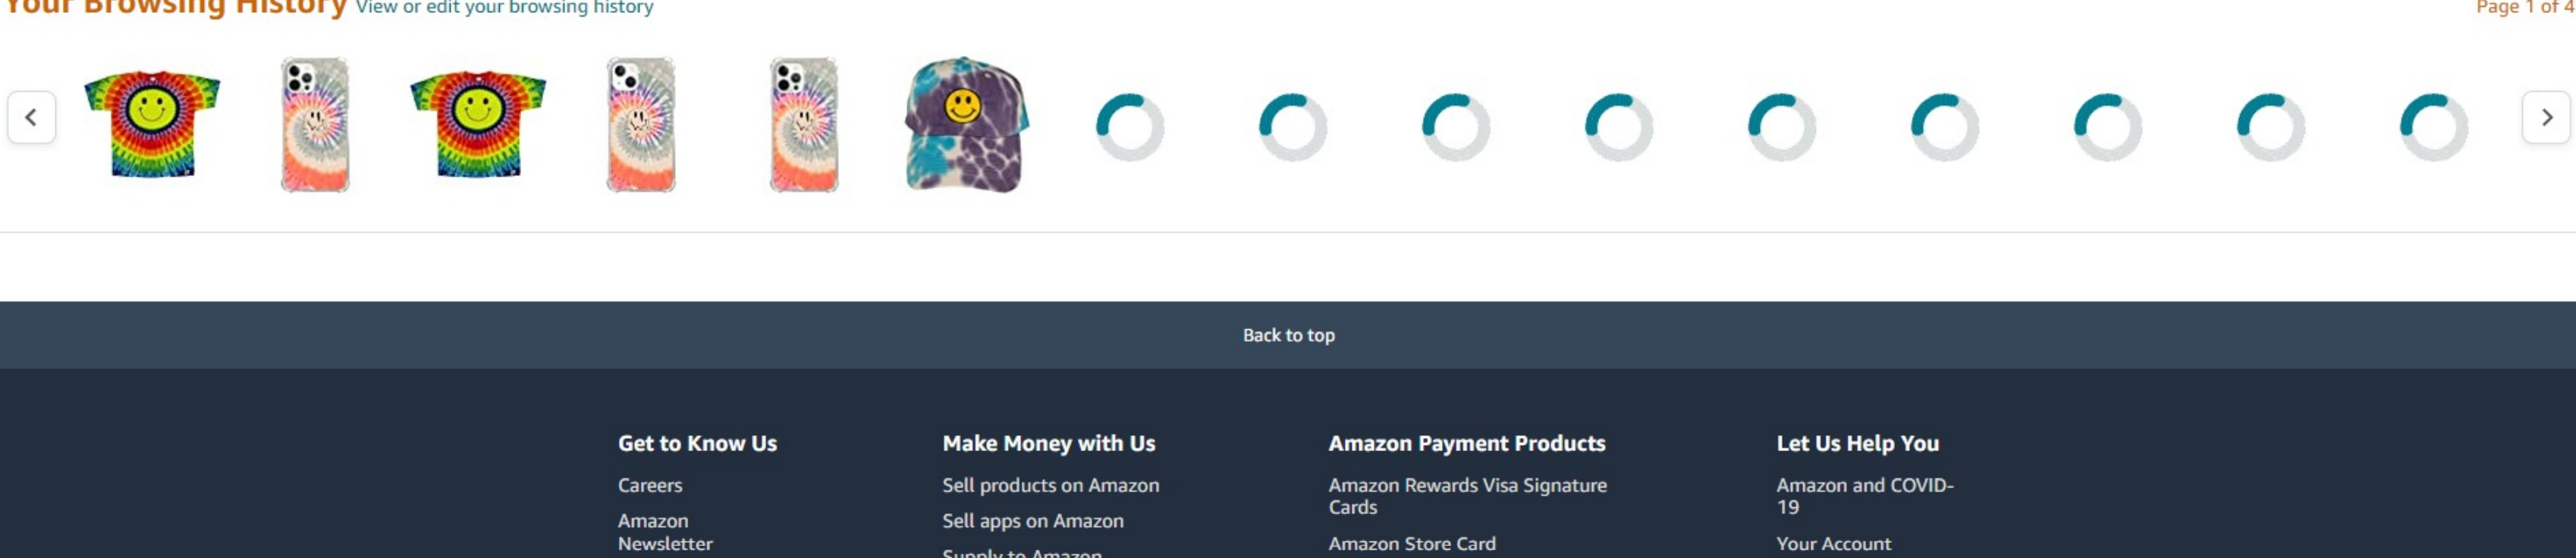 Your Browsing History View or edit your browsing history
Page 1 of 4
Back to top
Get to Know Us
Careers
Amazon
Newsletter
Make Money with Us
Sell products on Amazon
Sell apps on Amazon
Supply to Amazon
Amazon Payment Products
Amazon Rewards Visa Signature
Cards
Amazon Store Card
Let Us Help You
Amazon and COVID-
19
Your Account